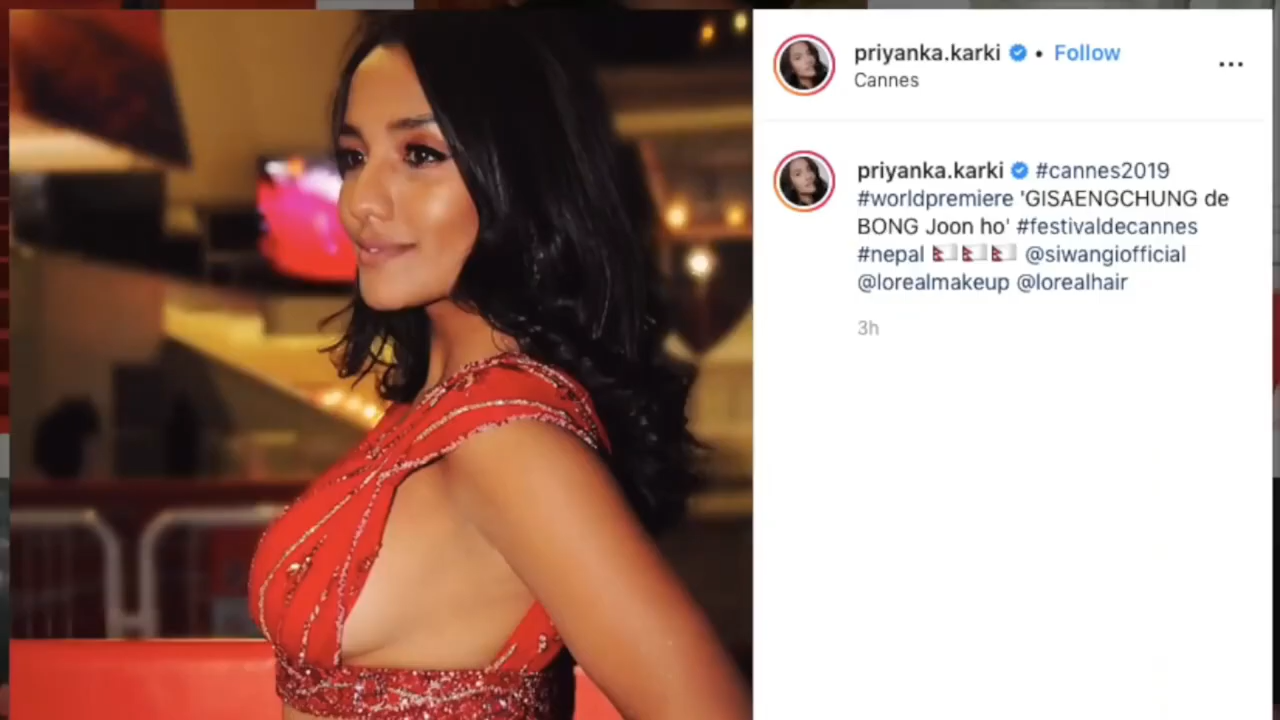 priyanka.karki • Follow
Cannes
priyanka.karki #cannes2019
#worldpremiere 'GISAENGCHUNG de
BONG Joon ho' #festivaldecannes
#nepal 🇳🇵🇳🇵🇳🇵 @siwangiofficial
@lorealmakeup @lorealhair
3h